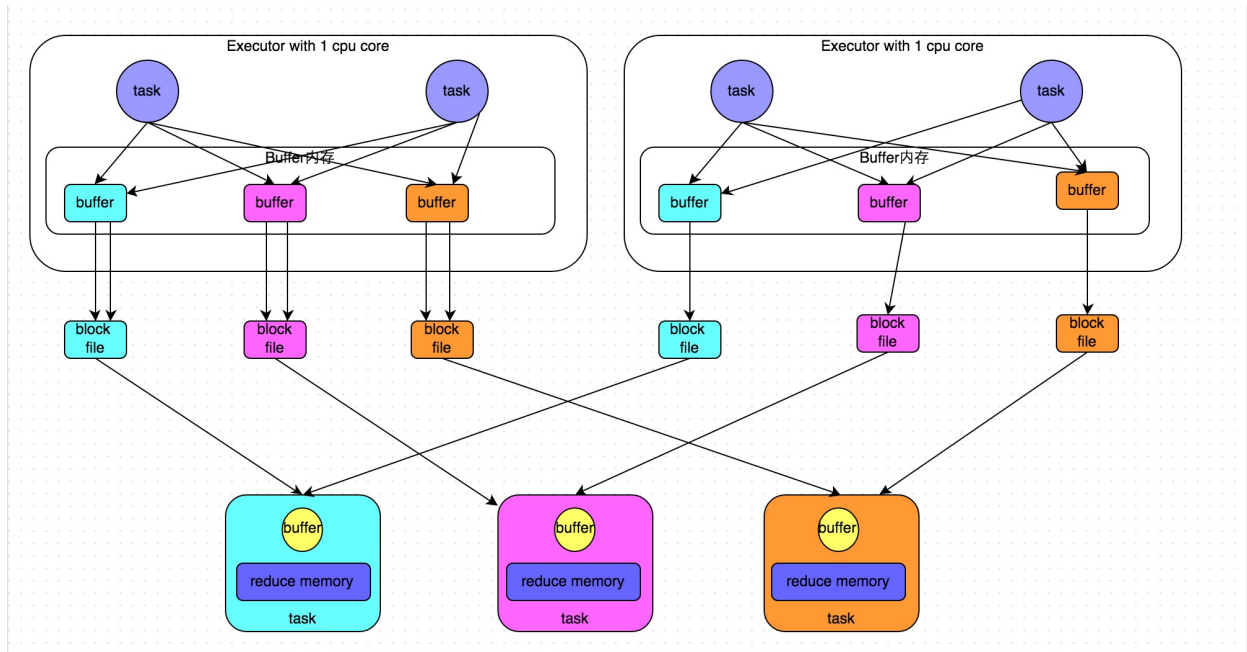 Executor with 1 cpu core
Executor with 1 cpu core
task
task
task
task
Buffer内存
Buffer内存
buffer
buffer
buffer
buffer
buffer
buffer
block
file
block
file
block
file
block
file
block
file
block
file
buffer
buffer
buffer
reduce memory
reduce memory
reduce memory
task
task
task